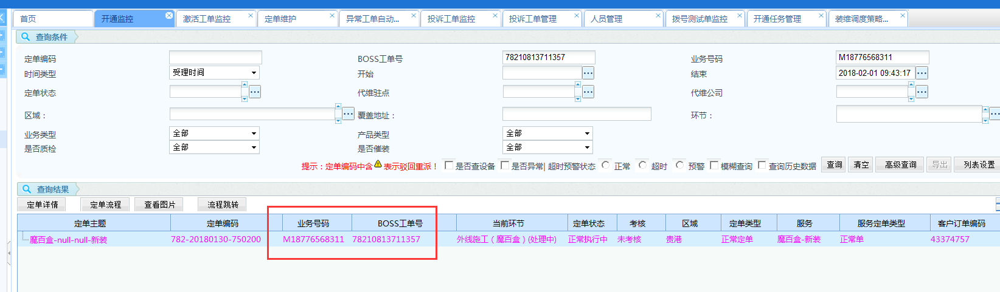 首页 开通监控 激活工单监控 定单维护 异常工单自动... 投诉工单监控 投诉工单管理 人员管理 拨号测试单监控 开通任务管理 装维调度策略...
查询条件
定单编码 BOSS工单号 78210813711357 业务号码 M18776568311
时间类型 受理时间 开始 结束 2018-02-01 09:43:17
定单状态 代维驻点 代维公司
区域： 覆盖地址： 环节：
业务类型 全部 产品类型 全部
是否质检 全部 是否催装 全部
提示：定单编码中含 表示驳回重派！ 是否查设备 是否异常| 超时预警状态 正常 超时 预警 模糊查询 查询历史数据 查询 清空 高级查询 导出 列表设置
查询结果
定单详情 定单流程 查看图片 流程跳转
定单主题 定单编码 业务号码 BOSS工单号 当前环节 定单状态 考核 区域 定单类型 服务 服务定单类型 客户订单编码
魔百盒-null-null-新装 782-20180130-750200 M18776568311 78210813711357 外线施工（魔百盒）(处理中) 正常执行中 未考核 贵港 正常定单 魔百盒-新装 正常单 43374757